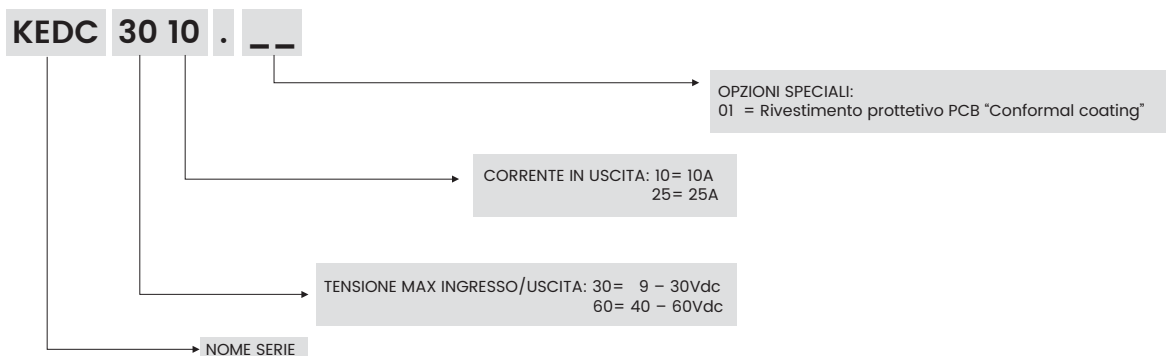 KEDC 30 10 . _ _
OPZIONI SPECIALI:
01 = Rivestimento prottetivo PCB “Conformal coating”
CORRENTE IN USCITA: 10= 10A
25= 25A
TENSIONE MAX INGRESSO/USCITA: 30= 9 – 30Vdc
60= 40 – 60Vdc
NOME SERIE